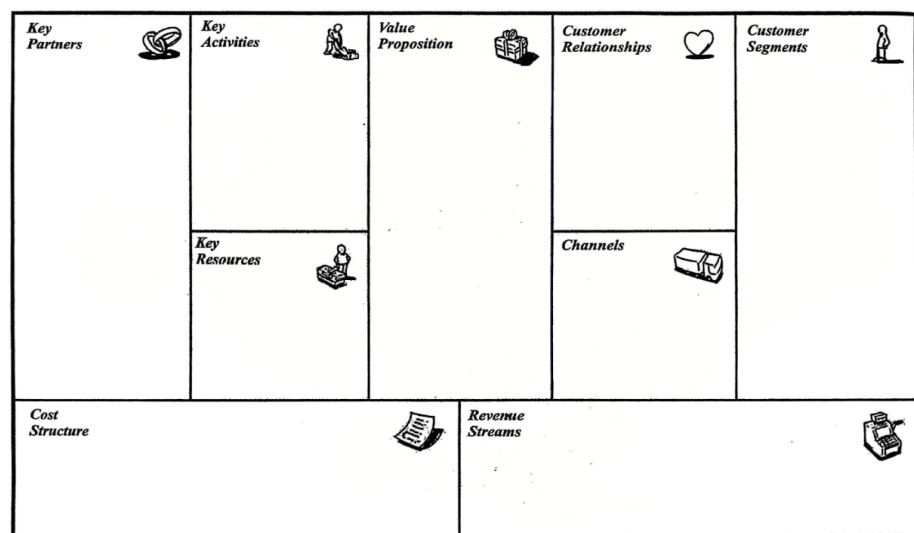 Key
Partners
Key
Activities
Value
Proposition
Customer
Relationships
Customer
Segments
Key
Resources
Channels
Cost
Structure
Revenue
Streams